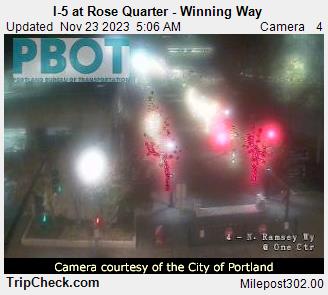 I-5 at Rose Quarter - Winning Way
Updated Nov 23 2023 5:06 AM Camera 4
PBOT
PORTLAND BUREAU OF TRANSPORTATION
4 - N. Ramsey Wy
@ One Ctr
Camera courtesy of the City of Portland
TripCheck.com Milepost302.00